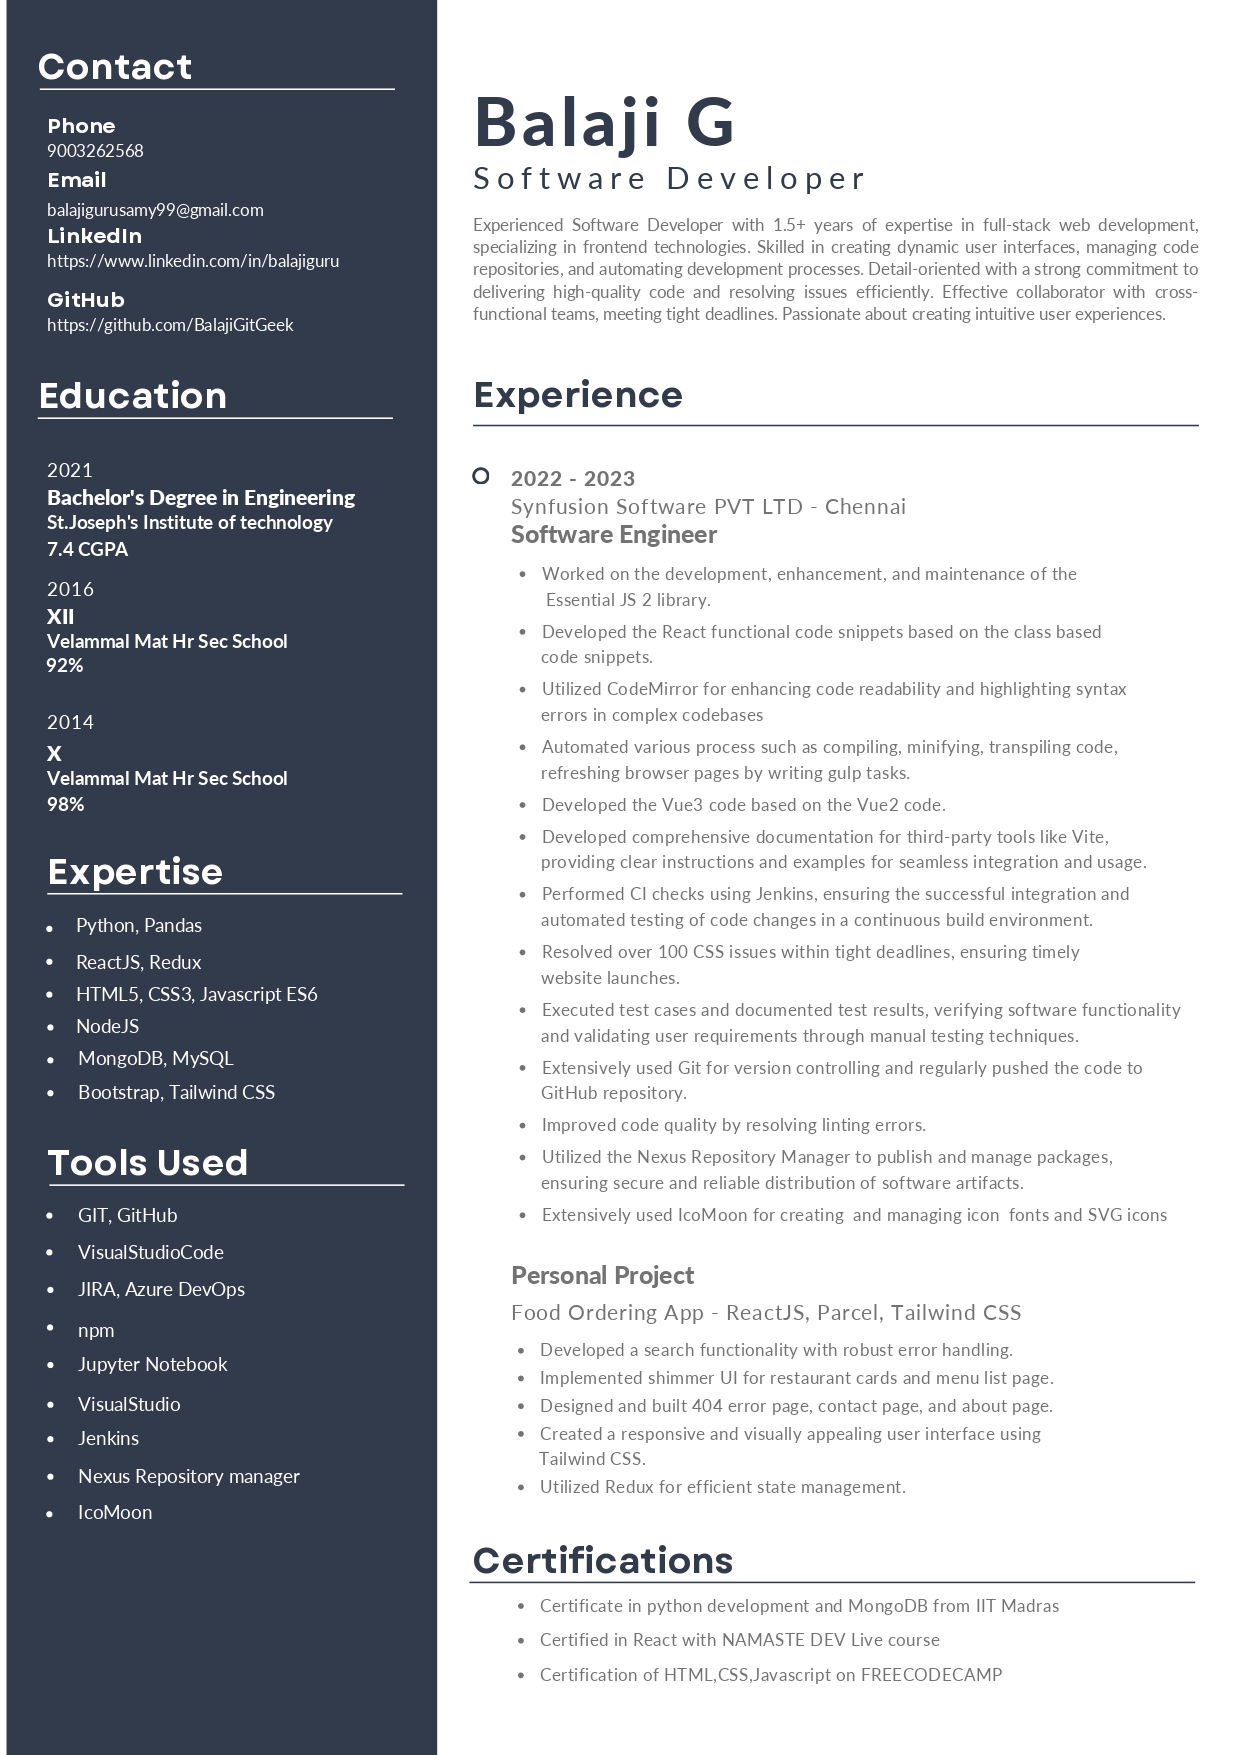 Contact
Phone
9003262568
Email
balajigurusamy99@gmail.com
LinkedIn
https://www.linkedin.com/in/balajiguru
GitHub
https://github.com/BalajiGitGeek
Education
2021
Bachelor's Degree in Engineering
St.Joseph's Institute of technology
7.4 CGPA
2016
XII
Velammal Mat Hr Sec School
92%
2014
X
Velammal Mat Hr Sec School
98%
Expertise
• Python, Pandas
• ReactJS, Redux
• HTML5, CSS3, Javascript ES6
• NodeJS
• MongoDB, MySQL
• Bootstrap, Tailwind CSS
Tools Used
• GIT, GitHub
• VisualStudioCode
• JIRA, Azure DevOps
• npm
• Jupyter Notebook
• VisualStudio
• Jenkins
• Nexus Repository manager
• IcoMoon
Balaji G
Software Developer
Experienced Software Developer with 1.5+ years of expertise in full-stack web development,
specializing in frontend technologies. Skilled in creating dynamic user interfaces, managing code
repositories, and automating development processes. Detail-oriented with a strong commitment to
delivering high-quality code and resolving issues efficiently. Effective collaborator with cross-
functional teams, meeting tight deadlines. Passionate about creating intuitive user experiences.
Experience
2022 - 2023
Synfusion Software PVT LTD - Chennai
Software Engineer
• Worked on the development, enhancement, and maintenance of the
Essential JS 2 library.
• Developed the React functional code snippets based on the class based
code snippets.
• Utilized CodeMirror for enhancing code readability and highlighting syntax
errors in complex codebases
• Automated various process such as compiling, minifying, transpiling code,
refreshing browser pages by writing gulp tasks.
• Developed the Vue3 code based on the Vue2 code.
• Developed comprehensive documentation for third-party tools like Vite,
providing clear instructions and examples for seamless integration and usage.
• Performed CI checks using Jenkins, ensuring the successful integration and
automated testing of code changes in a continuous build environment.
• Resolved over 100 CSS issues within tight deadlines, ensuring timely
website launches.
• Executed test cases and documented test results, verifying software functionality
and validating user requirements through manual testing techniques.
• Extensively used Git for version controlling and regularly pushed the code to
GitHub repository.
• Improved code quality by resolving linting errors.
• Utilized the Nexus Repository Manager to publish and manage packages,
ensuring secure and reliable distribution of software artifacts.
• Extensively used IcoMoon for creating and managing icon fonts and SVG icons
Personal Project
Food Ordering App - ReactJS, Parcel, Tailwind CSS
• Developed a search functionality with robust error handling.
• Implemented shimmer UI for restaurant cards and menu list page.
• Designed and built 404 error page, contact page, and about page.
• Created a responsive and visually appealing user interface using
Tailwind CSS.
• Utilized Redux for efficient state management.
Certifications
• Certificate in python development and MongoDB from IIT Madras
• Certified in React with NAMASTE DEV Live course
• Certification of HTML,CSS,Javascript on FREECODECAMP